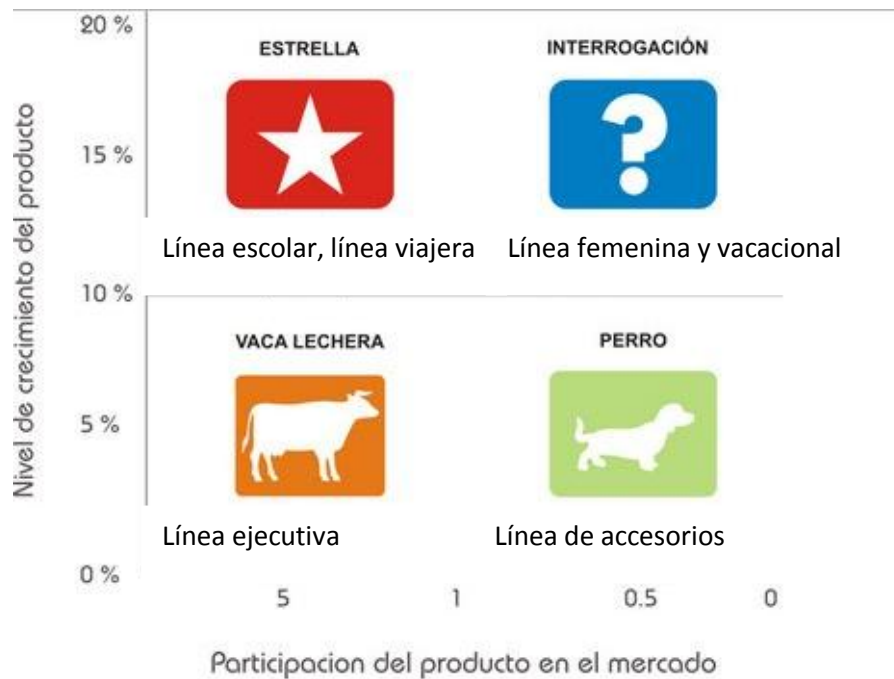 20 %
ESTRELLA
INTERROGACIÓN
?
15 %
Línea escolar, línea viajera
Línea femenina y vacacional
10 %
VACA LECHERA
PERRO
5 %
Línea ejecutiva
Línea de accesorios
0 %
5
1
0.5
0
Nivel de crecimiento del producto
Participacion del producto en el mercado